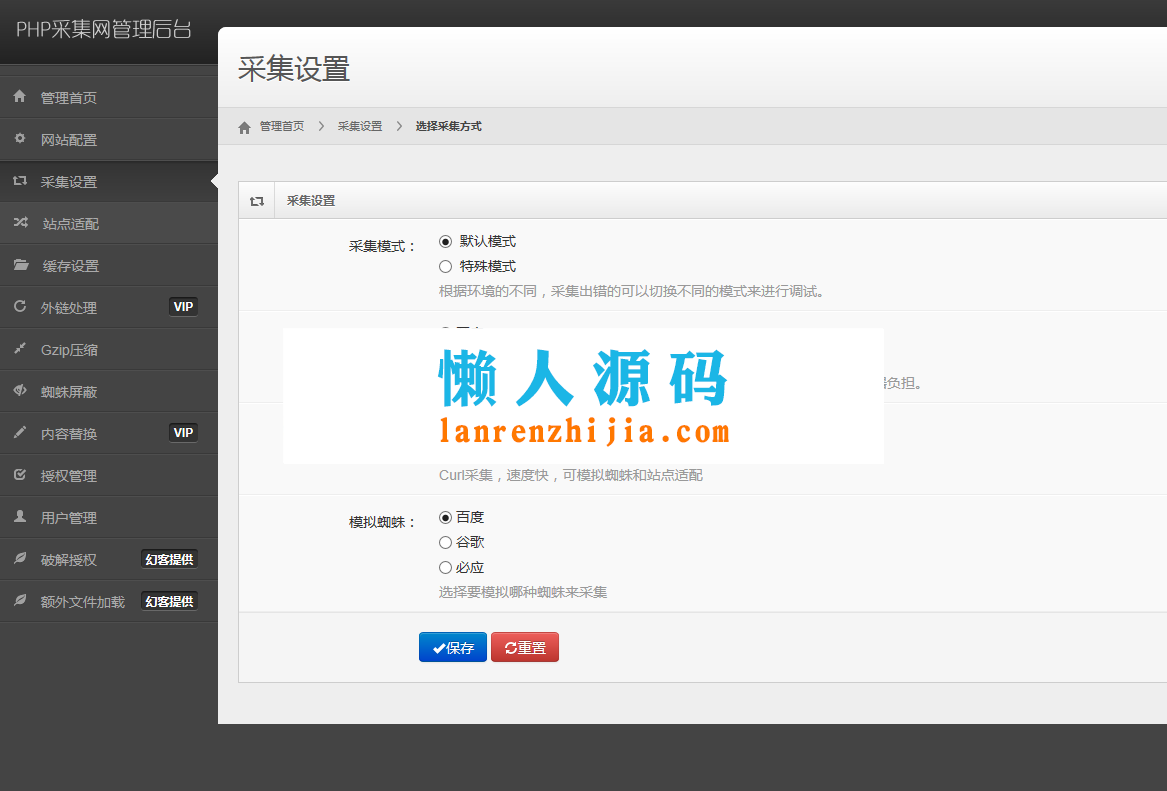 PHP采集网管理后台
管理首页
网站配置
采集设置
站点适配
缓存设置
外链处理 VIP
Gzip压缩
蜘蛛屏蔽
内容替换 VIP
授权管理
用户管理
破解授权 幻客提供
额外文件加载 幻客提供
采集设置
管理首页 采集设置 选择采集方式
采集设置
采集模式： 默认模式
特殊模式
根据环境的不同，采集出错的可以切换不同的模式来进行调试。
负担。
懒人源码
lanrenzhijia.com
Curl采集，速度快，可模拟蜘蛛和站点适配
模拟蜘蛛： 百度
谷歌
必应
选择要模拟哪种蜘蛛来采集
保存 重置